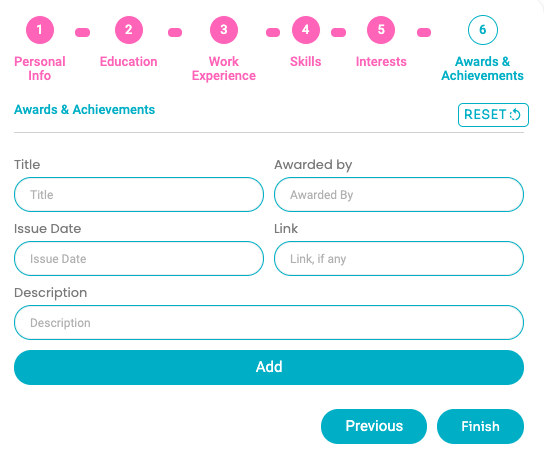 1 2 3 4 5 6
Personal Info Education Work Experience Skills Interests Awards & Achievements
Awards & Achievements RESET
Title Awarded by
Title Awarded By
Issue Date Link
Issue Date Link, if any
Description
Description
Add
Previous Finish